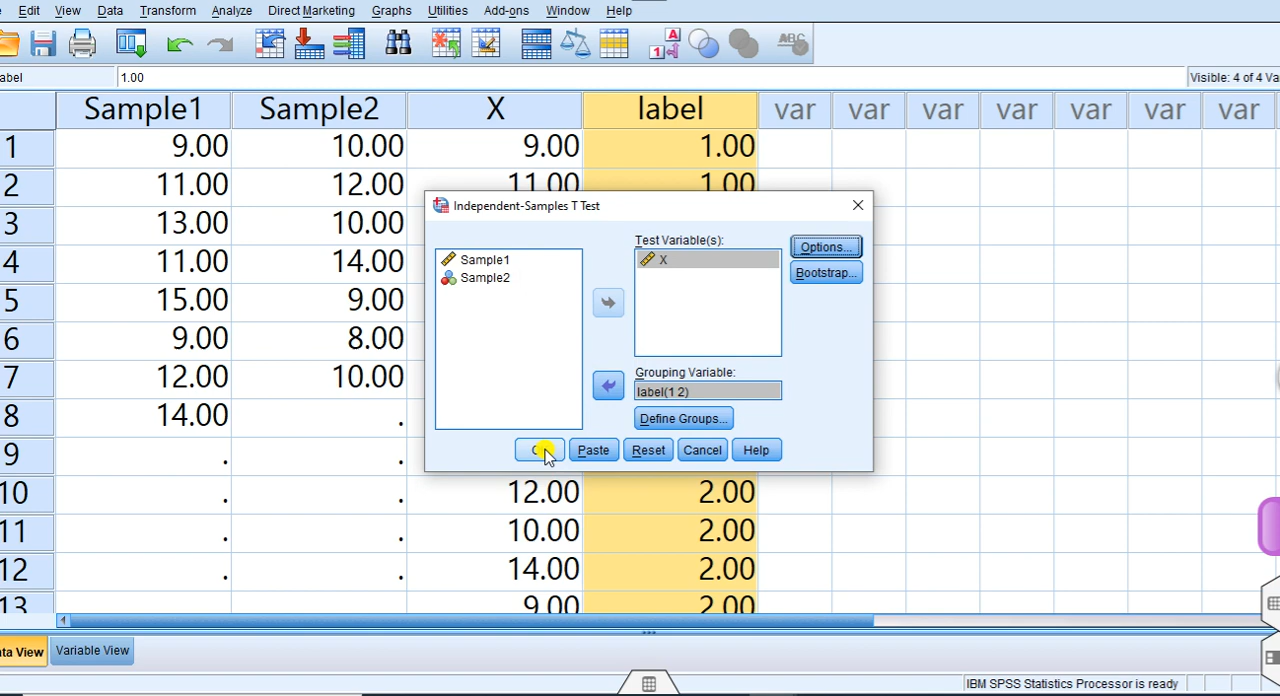 Edit View Data Transform Analyze Direct Marketing Graphs Utilities Add-ons Window Help
1.00 Visible: 4 of 4 Va
Sample1 Sample2 X label var var var var var var var
1 9.00 10.00 9.00 1.00
2 11.00 12.00 11.00 1.00
3 13.00 10.00
4 11.00 14.00
5 15.00 9.00
6 9.00 8.00
7 12.00 10.00
8 14.00 .
9 . .
10 . . 12.00 2.00
11 . . 10.00 2.00
12 . . 14.00 2.00
13 9.00 2.00
Independent-Samples T Test
Sample1
Sample2
Test Variable(s):
X
Options...
Bootstrap...
Grouping Variable:
label(1 2)
Define Groups...
Paste Reset Cancel Help
Data View Variable View
IBM SPSS Statistics Processor is ready